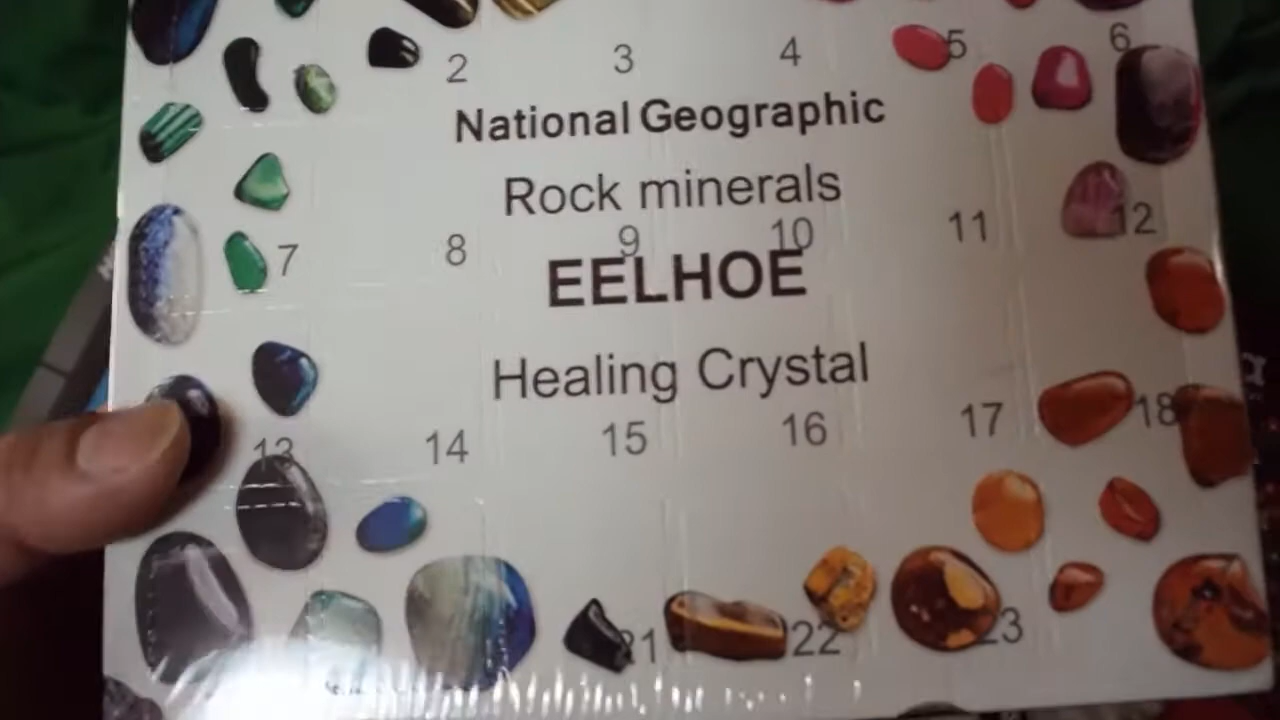 2 3 4 5 6
National Geographic
Rock minerals
7 8 9 10 11 12
EELHOE
Healing Crystal
13 14 15 16 17 18
21 22 23